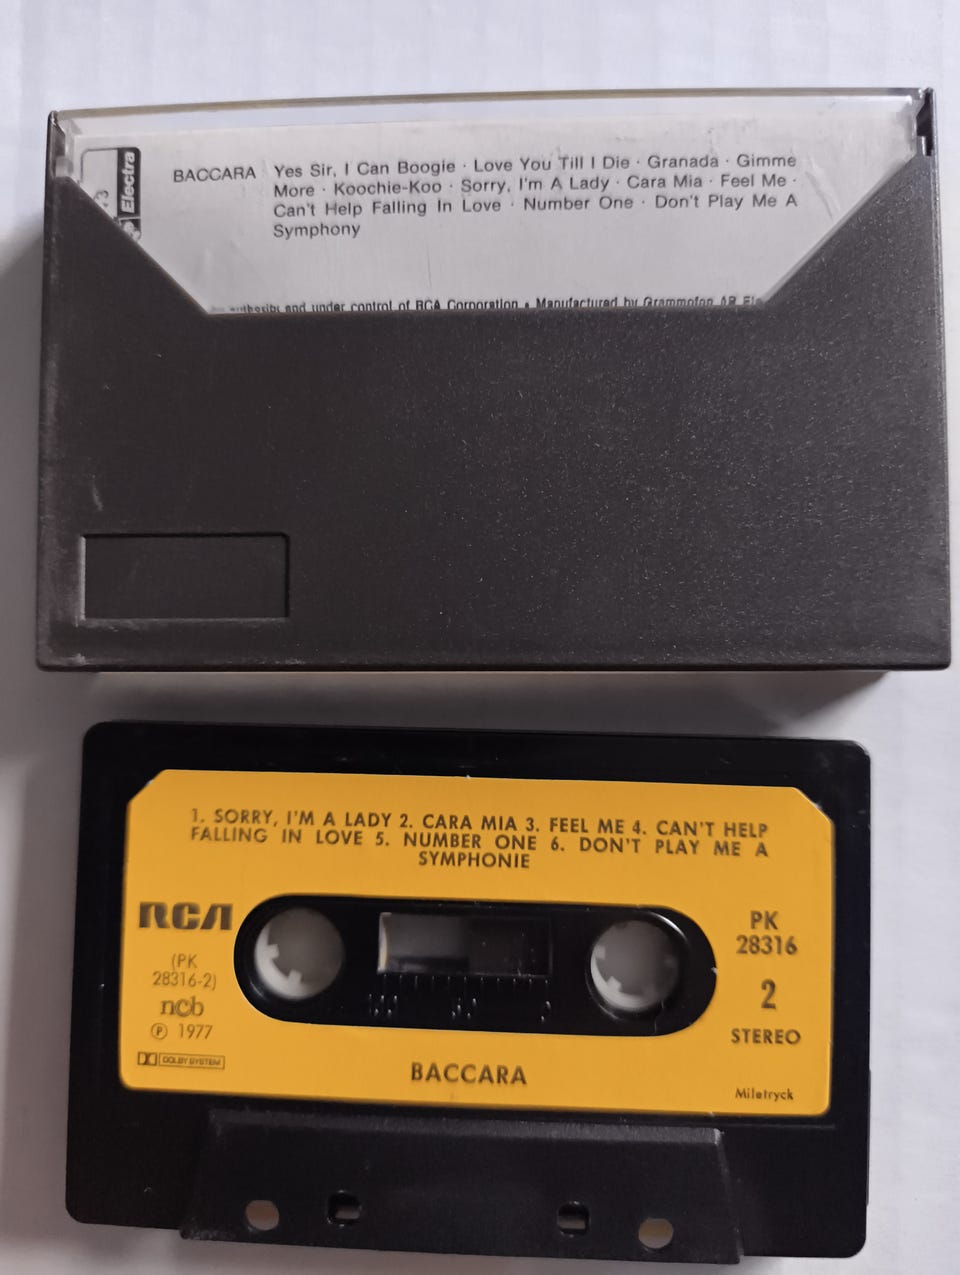 Electra
BACCARA Yes Sir, I Can Boogie · Love You Till I Die · Granada · Gimme
More · Koochie-Koo · Sorry, I'm A Lady · Cara Mia · Feel Me ·
Can't Help Falling In Love · Number One · Don't Play Me A
Symphony
authority and under control of RCA Corporation • Manufactured by Grammofon AB
1. SORRY, I'M A LADY 2. CARA MIA 3. FEEL ME 4. CAN'T HELP
FALLING IN LOVE 5. NUMBER ONE 6. DON'T PLAY ME A
SYMPHONIE
RCA
(PK
28316-2)
ncb
Ⓟ 1977
DOLBY SYSTEM
PK
28316
2
STEREO
100 50 0
BACCARA
Miletryck